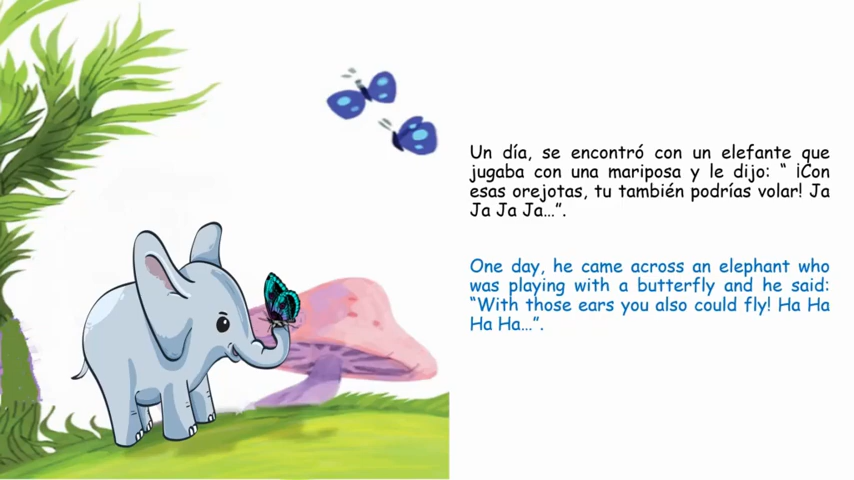 Un día, se encontró con un elefante que
jugaba con una mariposa y le dijo: “ ¡Con
esas orejotas, tu también podrías volar! Ja
Ja Ja Ja…”.
One day, he came across an elephant who
was playing with a butterfly and he said:
“With those ears you also could fly! Ha Ha
Ha Ha…”.